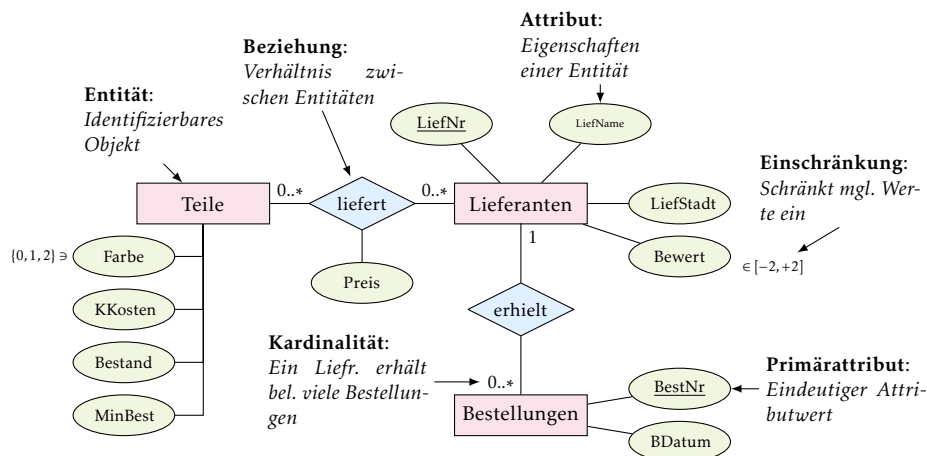 Attribut:
Eigenschaften
einer Entität
Beziehung:
Verhältnis zwi-
schen Entitäten
Entität:
Identifizierbares
Objekt
LiefNr
LiefName
Einschränkung:
Schränkt mgl. Wer-
te ein
Teile
0..*
liefert
0..*
Lieferanten
LiefStadt
1
{0, 1, 2} ∋
Farbe
Bewert
∈ [−2, +2]
Preis
KKosten
erhielt
Bestand
Kardinalität:
Ein Liefr. erhält
bel. viele Bestellun-
gen
0..*
MinBest
Bestellungen
BestNr
BDatum
Primärattribut:
Eindeutiger Attri-
butwert